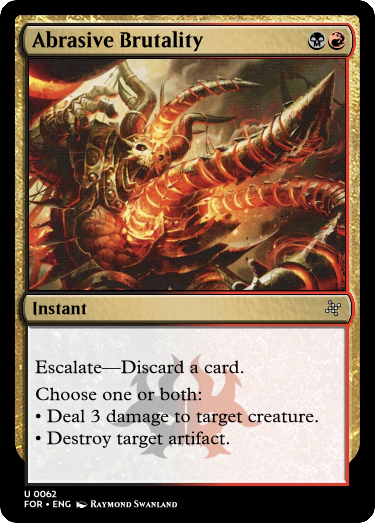 Abrasive Brutality
Instant
Escalate—Discard a card.
Choose one or both:
• Deal 3 damage to target creature.
• Destroy target artifact.
U 0062
FOR • ENG Raymond Swanland